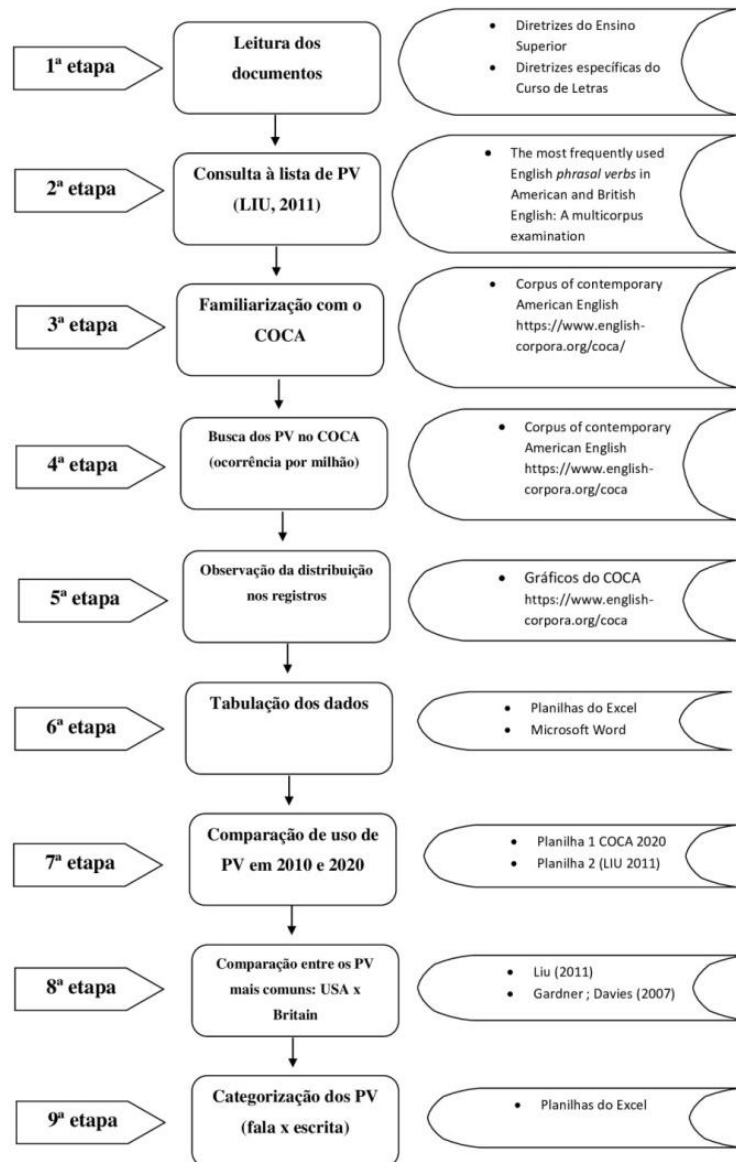 1ª etapa
Leitura dos
documentos
• Diretrizes do Ensino
Superior
• Diretrizes específicas do
Curso de Letras
2ª etapa
Consulta à lista de PV
(LIU, 2011)
• The most frequently used
English phrasal verbs in
American and British
English: A multicorpus
examination
3ª etapa
Familiarização com o
COCA
• Corpus of contemporary
American English
https://www.english-
corpora.org/coca/
4ª etapa
Busca dos PV no COCA
(ocorrência por milhão)
• Corpus of contemporary
American English
https://www.english-
corpora.org/coca
5ª etapa
Observação da distribuição
nos registros
• Gráficos do COCA
https://www.english-
corpora.org/coca
6ª etapa
Tabulação dos dados
• Planilhas do Excel
• Microsoft Word
7ª etapa
Comparação de uso de
PV em 2010 e 2020
• Planilha 1 COCA 2020
• Planilha 2 (LIU 2011)
8ª etapa
Comparação entre os PV
mais comuns: USA x
Britain
• Liu (2011)
• Gardner ; Davies (2007)
9ª etapa
Categorização dos PV
(fala x escrita)
• Planilhas do Excel